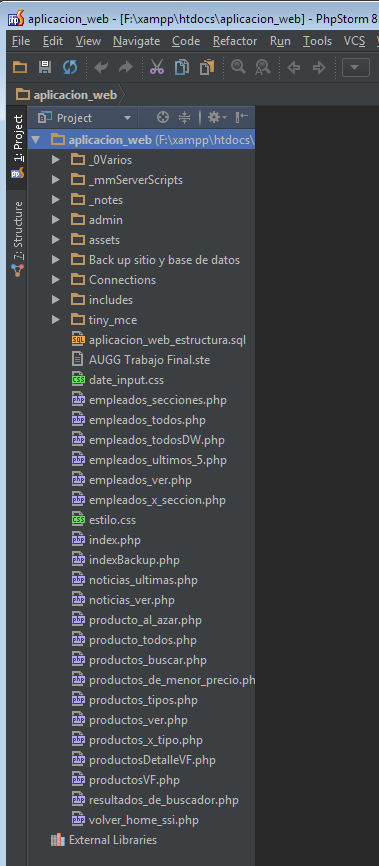 aplicacion_web - [F:\xampp\htdocs\aplicacion_web] - PhpStorm 8
File Edit View Navigate Code Refactor Run Tools VCS
aplicacion_web
Project
1: Project
7: Structure
aplicacion_web (F:\xampp\htdocs\
_0Varios
_mmServerScripts
_notes
admin
assets
Back up sitio y base de datos
Connections
includes
tiny_mce
aplicacion_web_estructura.sql
AUGG Trabajo Final.ste
date_input.css
empleados_secciones.php
empleados_todos.php
empleados_todosDW.php
empleados_ultimos_5.php
empleados_ver.php
empleados_x_seccion.php
estilo.css
index.php
indexBackup.php
noticias_ultimas.php
noticias_ver.php
producto_al_azar.php
producto_todos.php
productos_buscar.php
productos_de_menor_precio.ph
productos_tipos.php
productos_ver.php
productos_x_tipo.php
productosDetalleVF.php
productosVF.php
resultados_de_buscador.php
volver_home_ssi.php
External Libraries